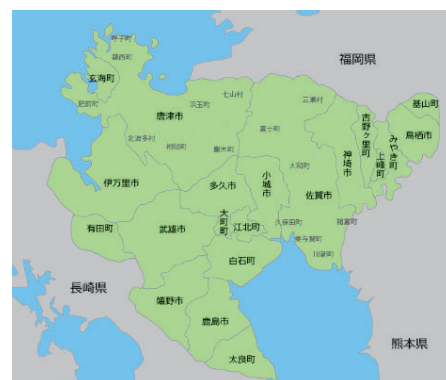 呼子町
鎮西町
玄海町
肥前町
唐津市
浜玉町
七山村
北波多村
相知町
厳木町
福岡県
三瀬村
富士町
大和町
基山町
鳥栖市
みやき町
上峰町
吉野ヶ里町
神埼市
佐賀市
小城市
多久市
伊万里市
有田町
武雄市
大町町
江北町
久保田町
諸富町
東与賀町
川副町
白石町
嬉野市
鹿島市
太良町
長崎県
熊本県